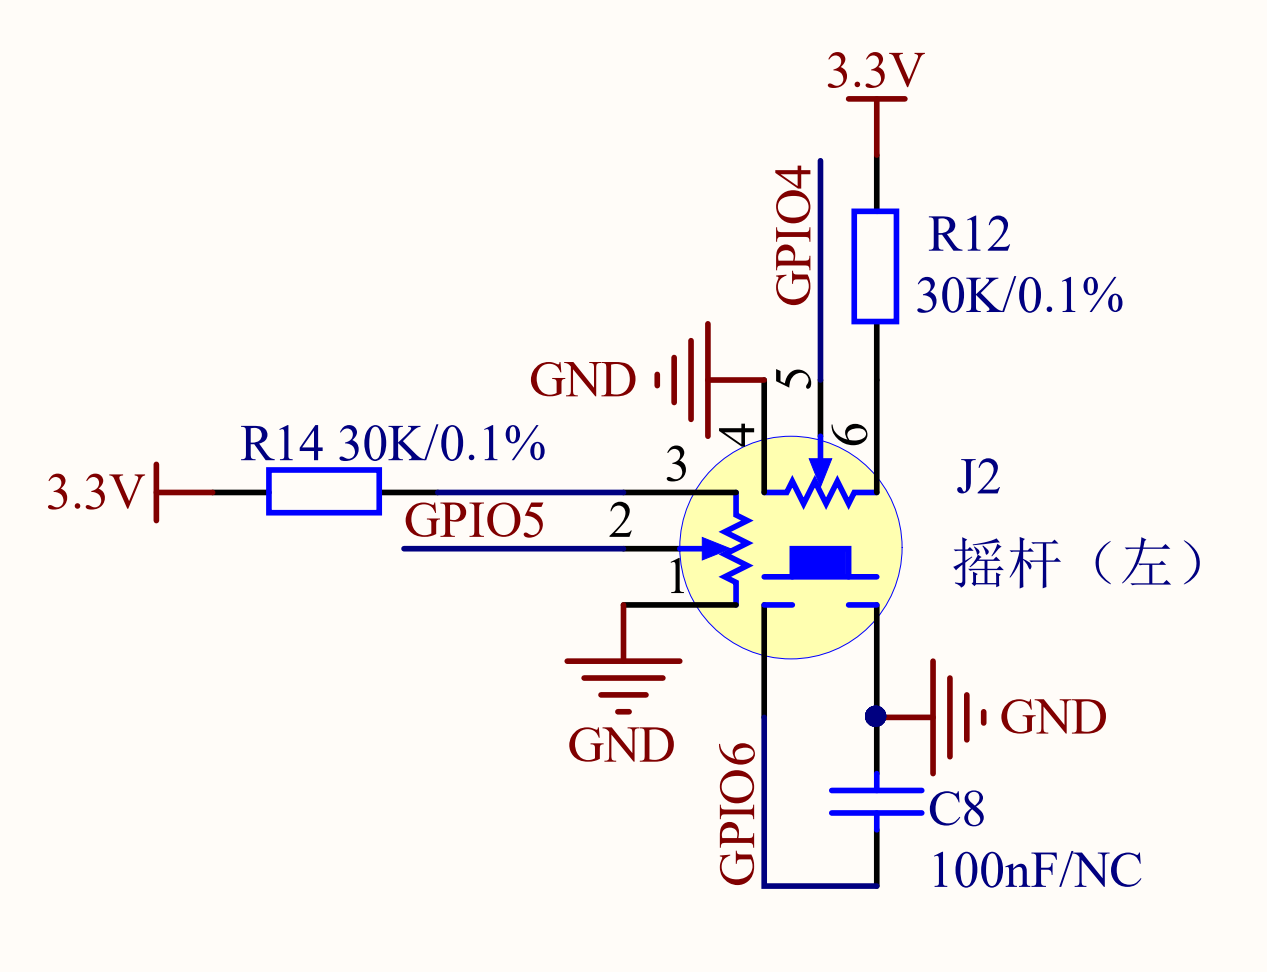 3.3V
GPIO4
R12
30K/0.1%
GND
5
4
6
R14 30K/0.1%
3
J2
3.3V
GPIO5
2
摇杆（左）
1
GND
GND
GPIO6
C8
100nF/NC